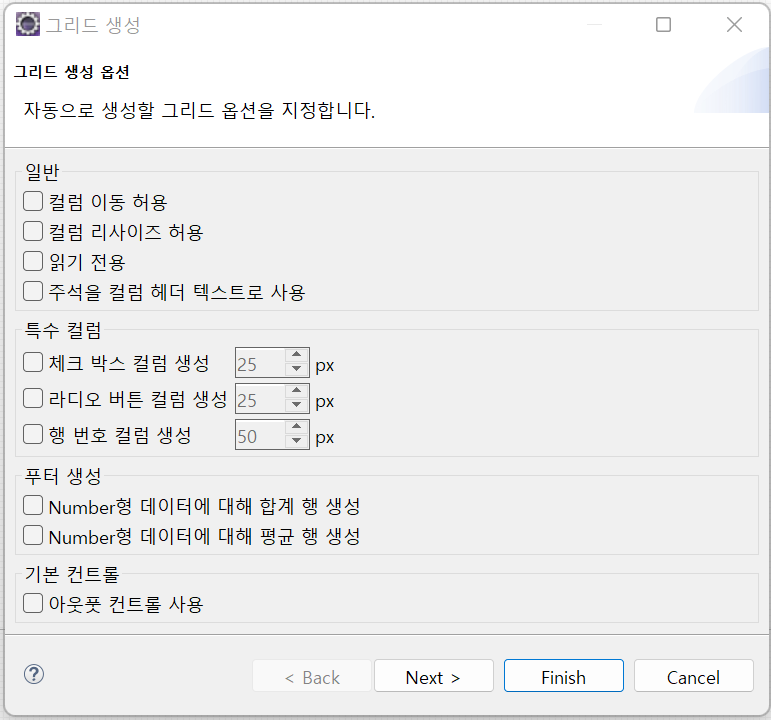 그리드 생성
그리드 생성 옵션
자동으로 생성할 그리드 옵션을 지정합니다.
일반
컬럼 이동 허용
컬럼 리사이즈 허용
읽기 전용
주석을 컬럼 헤더 텍스트로 사용
특수 컬럼
체크 박스 컬럼 생성 25 px
라디오 버튼 컬럼 생성 25 px
행 번호 컬럼 생성 50 px
푸터 생성
Number형 데이터에 대해 합계 행 생성
Number형 데이터에 대해 평균 행 생성
기본 컨트롤
아웃풋 컨트롤 사용
? < Back Next > Finish Cancel